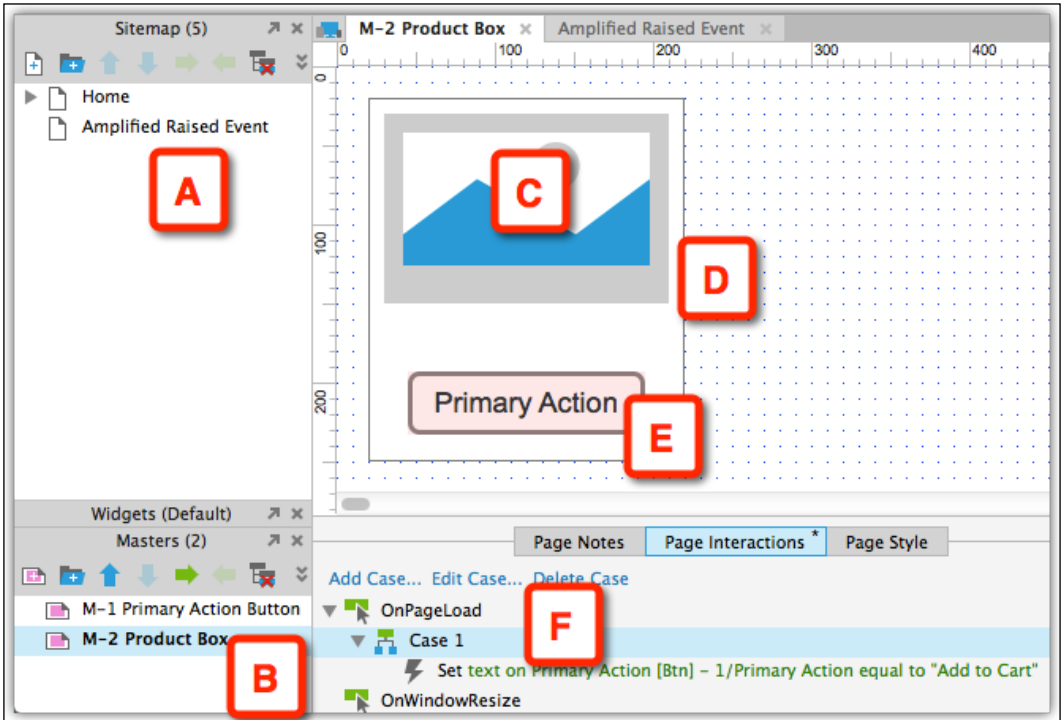 Sitemap (5)
Home
Amplified Raised Event
A
Widgets (Default)
Masters (2)
M-1 Primary Action Button
M-2 Product Box
B
M-2 Product Box
Amplified Raised Event
0 100 200 300 400
0
100
200
C
D
Primary Action
E
Page Notes
Page Interactions *
Page Style
Add Case... Edit Case... Delete Case
OnPageLoad
F
Case 1
Set text on Primary Action [Btn] - 1/Primary Action equal to "Add to Cart"
OnWindowResize